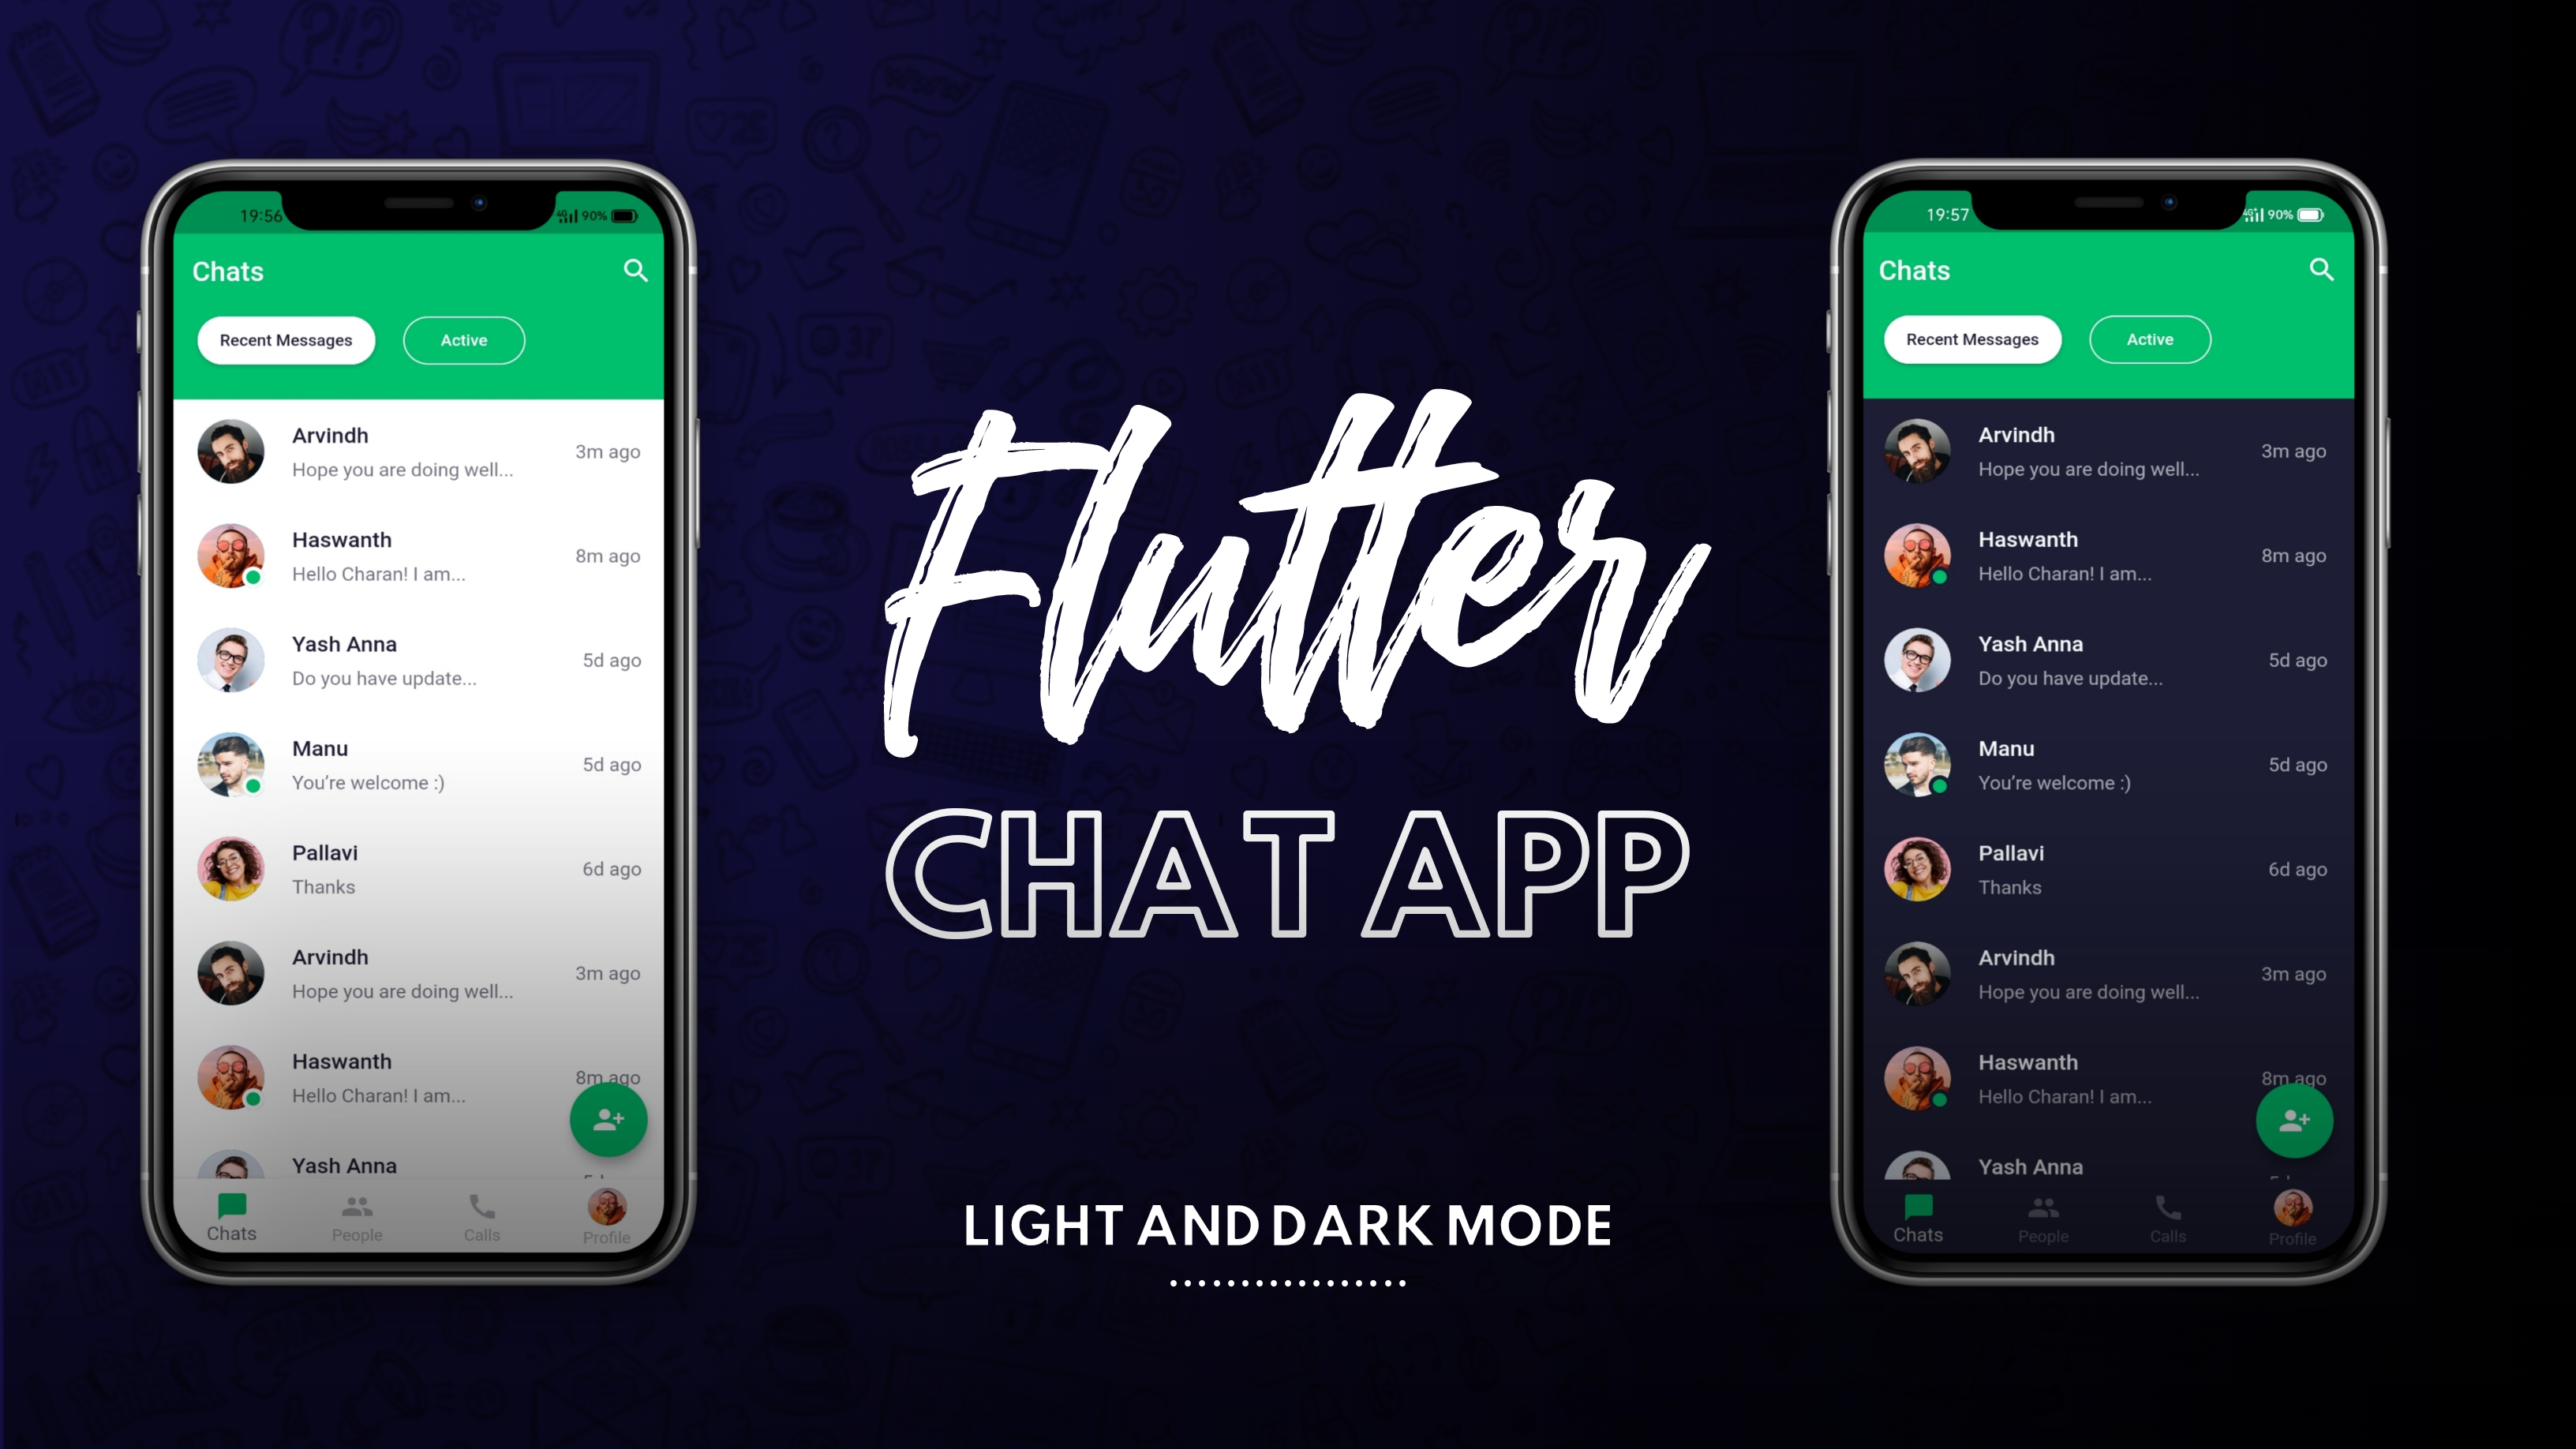 19:56
4G 90%
Chats
Recent Messages
Active
Arvindh
Hope you are doing well...
3m ago
Haswanth
Hello Charan! I am...
8m ago
Yash Anna
Do you have update...
5d ago
Manu
You're welcome :)
5d ago
Pallavi
Thanks
6d ago
Arvindh
Hope you are doing well...
3m ago
Haswanth
Hello Charan! I am...
8m ago
Yash Anna
Chats
People
Calls
Profile
Flutter
CHAT APP
LIGHT AND DARK MODE
19:57
4G 90%
Chats
Recent Messages
Active
Arvindh
Hope you are doing well...
3m ago
Haswanth
Hello Charan! I am...
8m ago
Yash Anna
Do you have update...
5d ago
Manu
You're welcome :)
5d ago
Pallavi
Thanks
6d ago
Arvindh
Hope you are doing well...
3m ago
Haswanth
Hello Charan! I am...
8m ago
Yash Anna
Chats
People
Calls
Profile